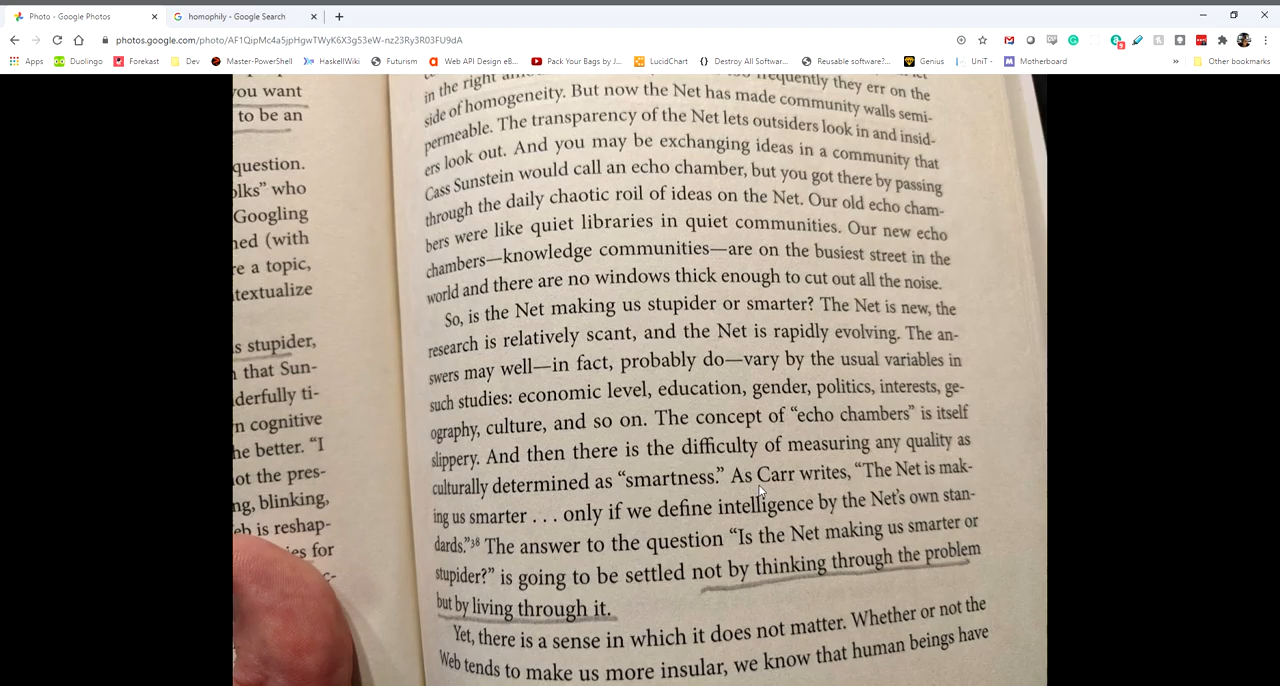 Photo - Google Photos
homophily - Google Search
photos.google.com/photo/AF1QipMc4a5jpHgwTWyK6X3g53eW-nz23Ry3R03FU9dA
Apps Duolingo Forekast Dev Master-PowerShell HaskellWiki Futurism Web API design eB... Pack Your Bags by J... LucidChart Destroy All Software... Reusable software?... Genius UniT - Motherboard » Other bookmarks
you want
to be an
question.
olks” who
Googling
ned (with
re a topic,
textualize
s stupider,
n that Sun-
derfully ti-
n cognitive
he better. “I
ot the pres-
ng, blinking,
eb is reshap-
ies for
in the right frequently they err on the
side of homogeneity. But now the Net has made community walls semi-
permeable. The transparency of the Net lets outsiders look in and insid-
ers look out. And you may be exchanging ideas in a community that
Cass Sunstein would call an echo chamber, but you got there by passing
through the daily chaotic roil of ideas on the Net. Our old echo cham-
bers were like quiet libraries in quiet communities. Our new echo
chambers—knowledge communities—are on the busiest street in the
world and there are no windows thick enough to cut out all the noise.
So, is the Net making us stupider or smarter? The Net is new, the
research is relatively scant, and the Net is rapidly evolving. The an-
swers may well—in fact, probably do—vary by the usual variables in
such studies: economic level, education, gender, politics, interests, ge-
ography, culture, and so on. The concept of “echo chambers” is itself
slippery. And then there is the difficulty of measuring any quality as
culturally determined as “smartness.” As Carr writes, “The Net is mak-
ing us smarter . . . only if we define intelligence by the Net’s own stan-
dards.”38 The answer to the question “Is the Net making us smarter or
stupider?” is going to be settled not by thinking through the problem
but by living through it.
Yet, there is a sense in which it does not matter. Whether or not the
Web tends to make us more insular, we know that human beings have